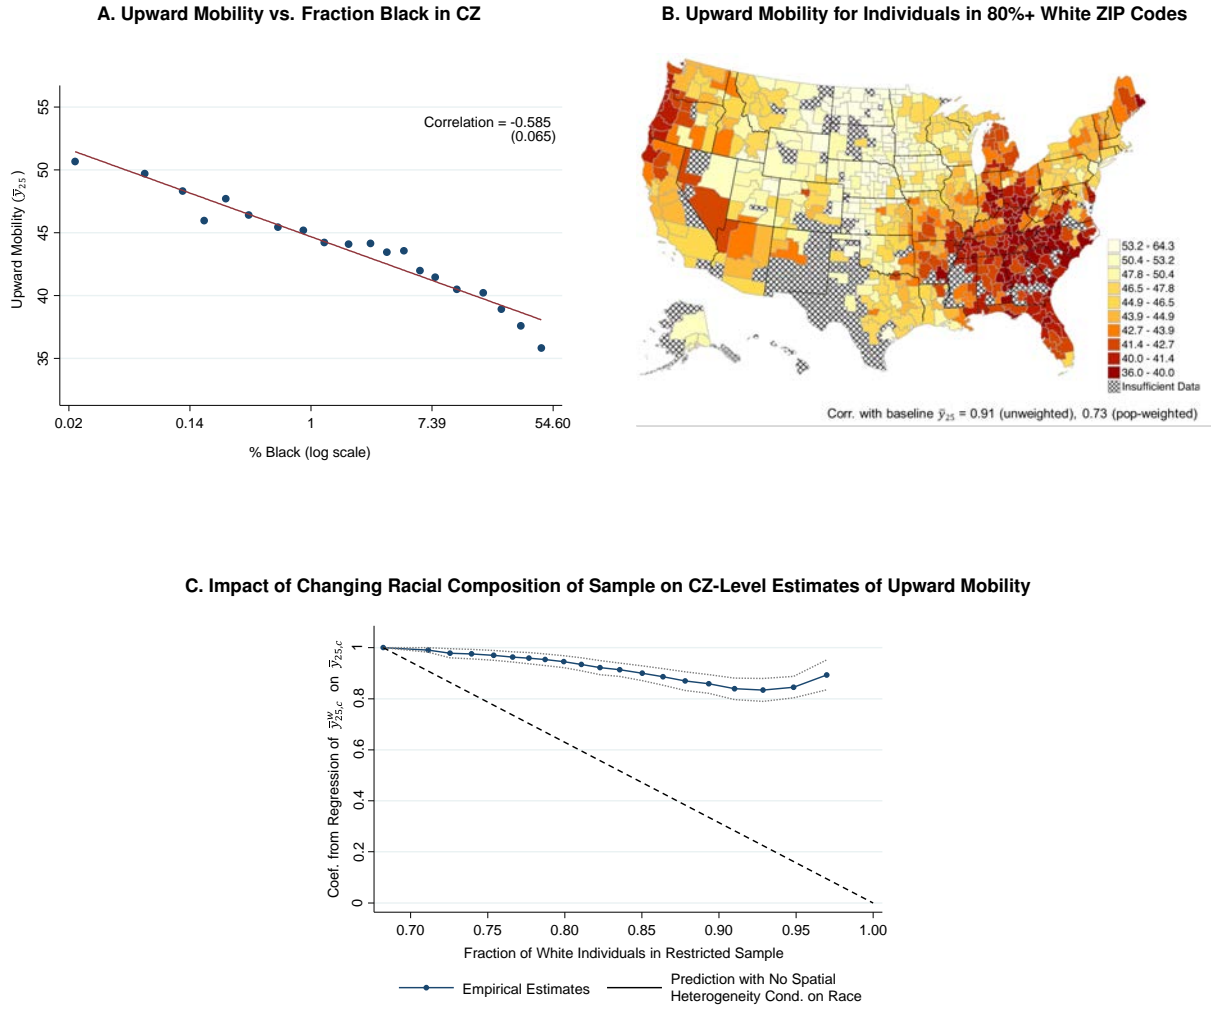 A. Upward Mobility vs. Fraction Black in CZ
55
50
45
40
35
Upward Mobility (y̅25)
Correlation = -0.585
(0.065)
0.02
0.14
1
7.39
54.60
% Black (log scale)
B. Upward Mobility for Individuals in 80%+ White ZIP Codes
53.2 - 64.3
50.4 - 53.2
47.8 - 50.4
46.5 - 47.8
44.9 - 46.5
43.9 - 44.9
42.7 - 43.9
41.4 - 42.7
40.0 - 41.4
36.0 - 40.0
Insufficient Data
Corr. with baseline y̅25 = 0.91 (unweighted), 0.73 (pop-weighted)
C. Impact of Changing Racial Composition of Sample on CZ-Level Estimates of Upward Mobility
1
0.8
0.6
0.4
0.2
0
Coef. from Regression of y̅w25,c on y̅25,c
0.70
0.75
0.80
0.85
0.90
0.95
1.00
Fraction of White Individuals in Restricted Sample
Empirical Estimates
Prediction with No Spatial
Heterogeneity Cond. on Race